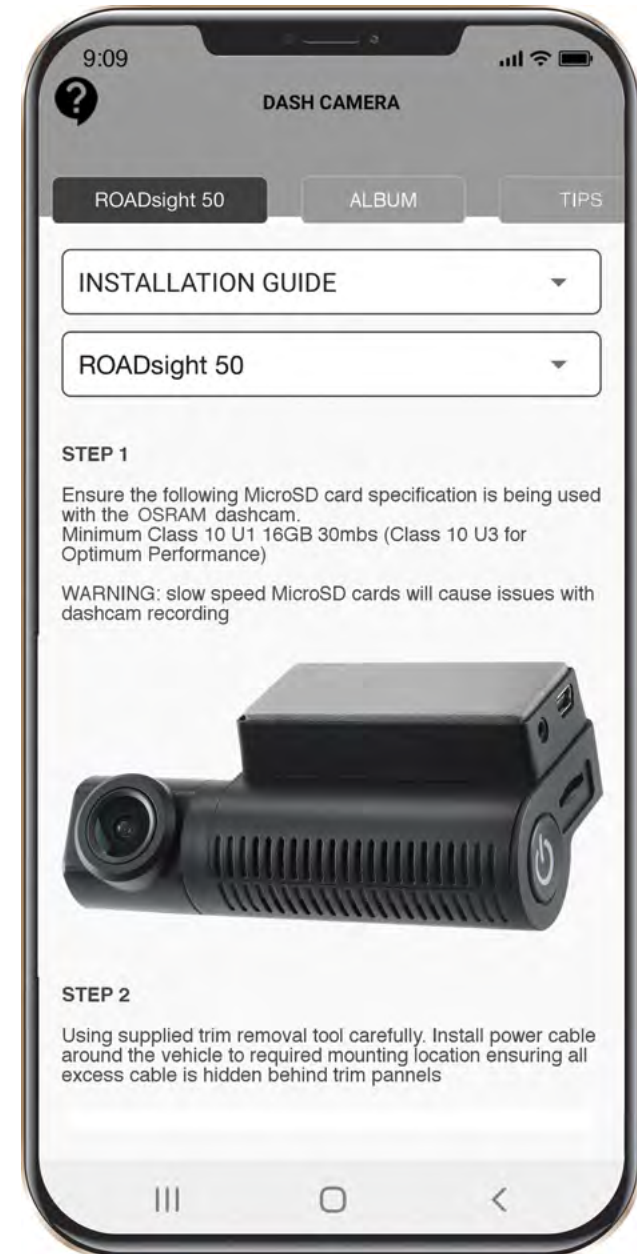 9:09
DASH CAMERA
ROADsight 50
ALBUM
TIPS
INSTALLATION GUIDE
ROADsight 50
STEP 1
Ensure the following MicroSD card specification is being used
with the OSRAM dashcam.
Minimum Class 10 U1 16GB 30mbs (Class 10 U3 for
Optimum Performance)
WARNING: slow speed MicroSD cards will cause issues with
dashcam recording
STEP 2
Using supplied trim removal tool carefully. Install power cable
around the vehicle to required mounting location ensuring all
excess cable is hidden behind trim pannels